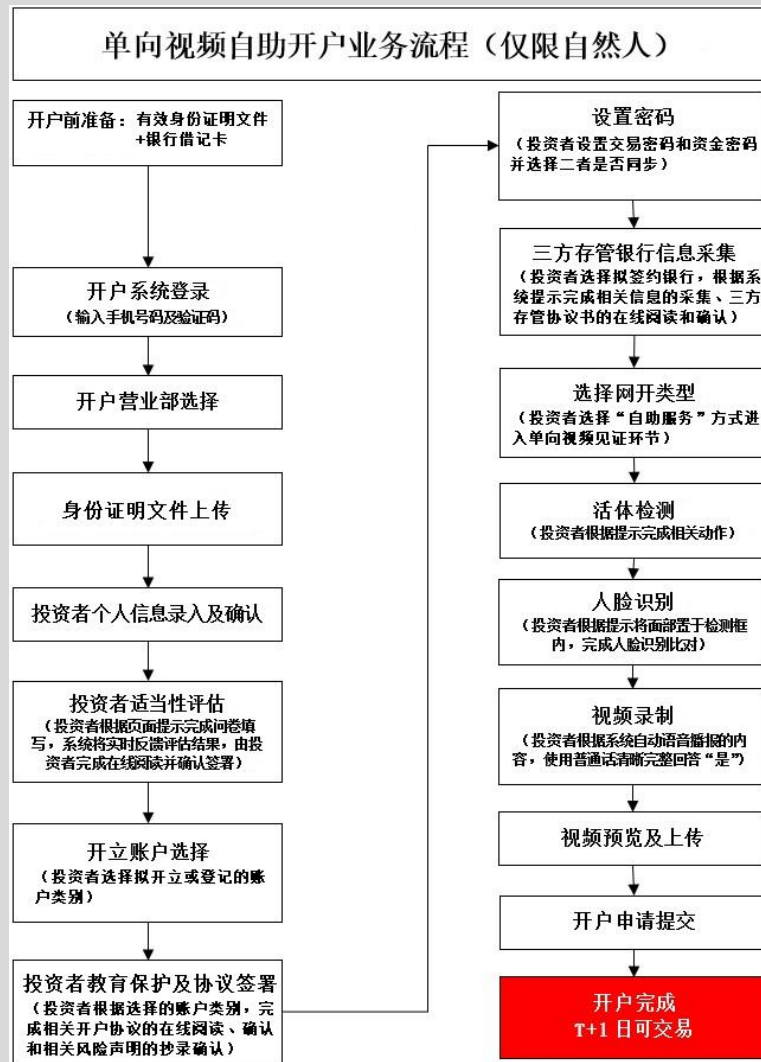 单向视频自助开户业务流程（仅限自然人）
开户前准备：有效身份证明文件
+银行借记卡
开户系统登录
（输入手机号码及验证码）
开户营业部选择
身份证明文件上传
投资者个人信息录入及确认
投资者适当性评估
（投资者根据页面提示完成问卷填
写，系统将实时反馈评估结果，由投
资者完成在线阅读并确认签署）
开立账户选择
（投资者选择拟开立或登记的账
户类别）
投资者教育保护及协议签署
（投资者根据选择的账户类别，完
成相关开户协议的在线阅读、确认
和相关风险声明的抄录确认）
设置密码
（投资者设置交易密码和资金密码
并选择二者是否同步）
三方存管银行信息采集
（投资者选择拟签约银行，根据系
统提示完成相关信息的采集、三方
存管协议书的在线阅读和确认）
选择网开类型
（投资者选择“自助服务”方式进
入单向视频见证环节）
活体检测
（投资者根据提示完成相关动作）
人脸识别
（投资者根据提示将面部置于检测框
内，完成人脸识别比对）
视频录制
（投资者根据系统自动语音播报的内
容，使用普通话清晰完整回答“是”）
视频预览及上传
开户申请提交
开户完成
T+1 日可交易